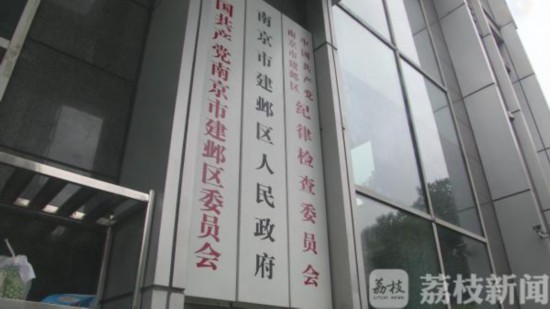 国共产党南京市建邺区委员会
南京市建邺区人民政府
中国共产党
南京市建邺区
纪律检查委员会
荔枝
荔枝新闻